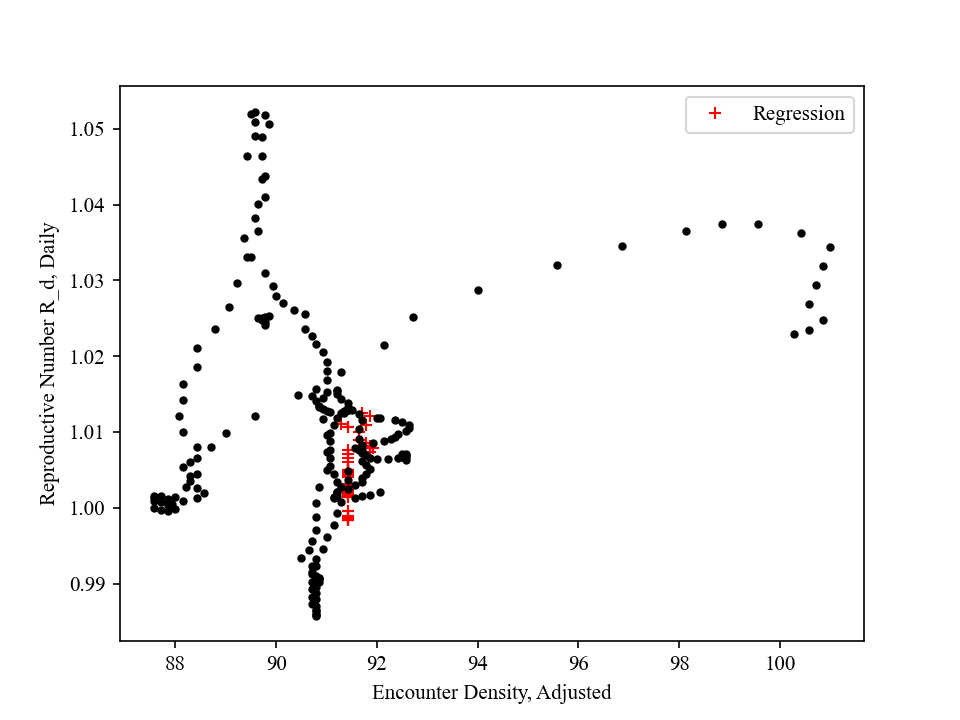 Regression
1.05
1.04
1.03
1.02
1.01
1.00
0.99
Reproductive Number R_d, Daily
88 90 92 94 96 98 100
Encounter Density, Adjusted